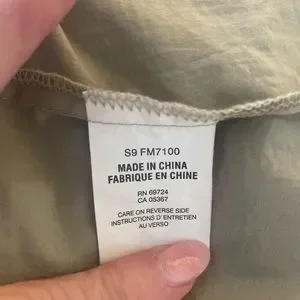 S9 FM7100
MADE IN CHINA
FABRIQUE EN CHINE
RN 69724
CA 05367
CARE ON REVERSE SIDE
INSTRUCTIONS D' ENTRETIEN
AU VERSO